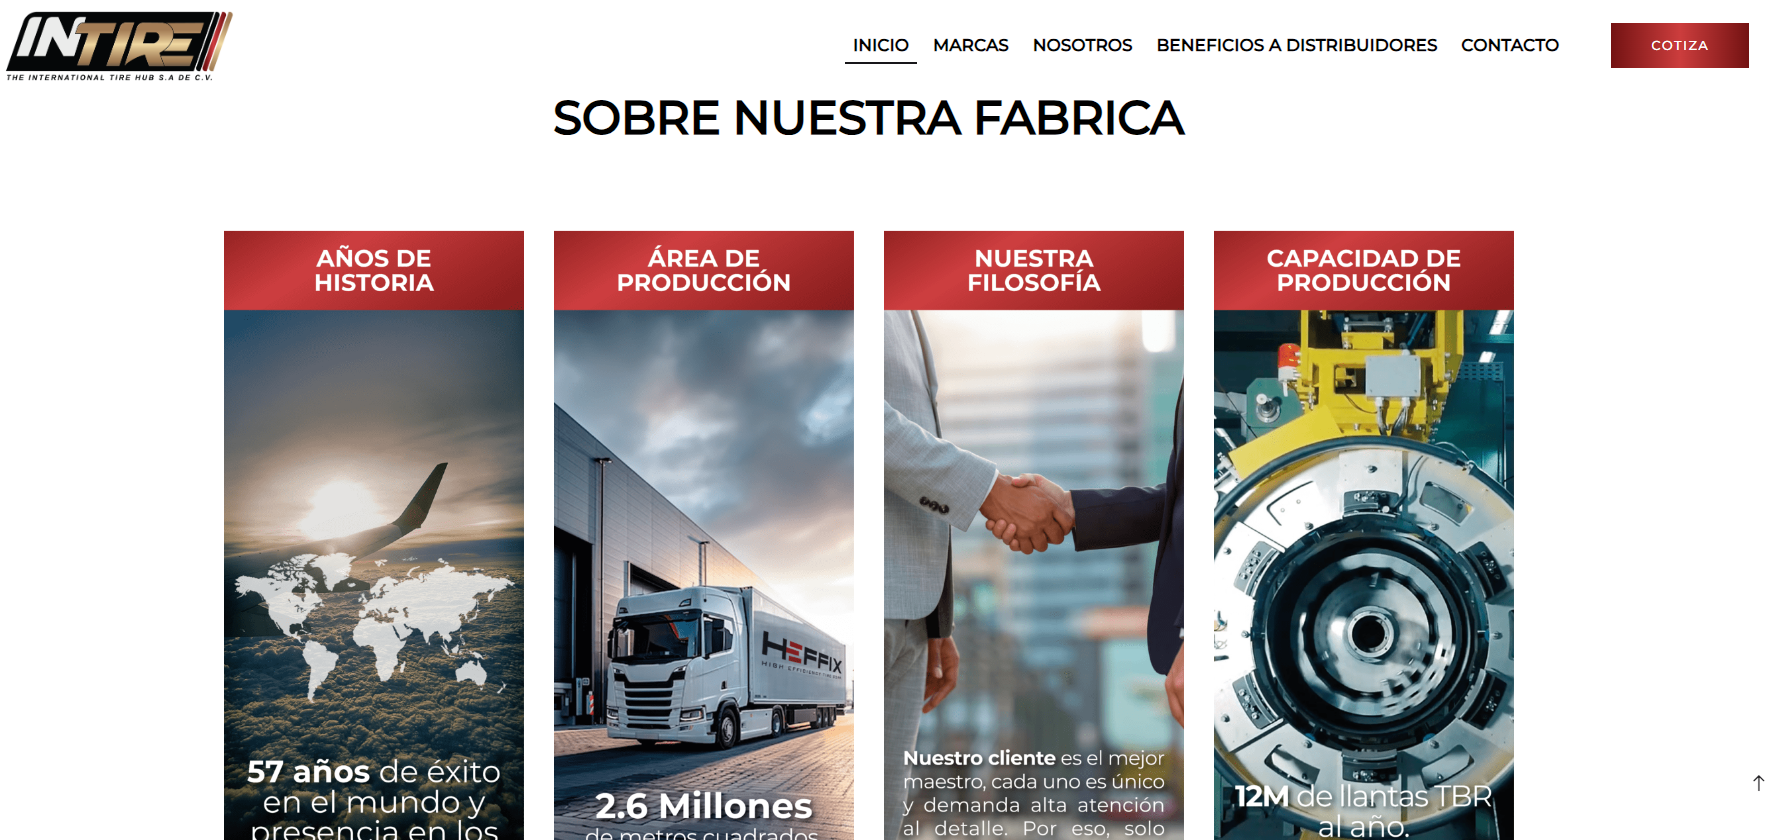 INTIRE
THE INTERNATIONAL TIRE HUB S.A DE C.V.
INICIO
MARCAS
NOSOTROS
BENEFICIOS A DISTRIBUIDORES
CONTACTO
COTIZA
SOBRE NUESTRA FABRICA
AÑOS DE
HISTORIA
57 años de éxito
en el mundo y
presencia en los
ÁREA DE
PRODUCCIÓN
HEFFIX
2.6 Millones
de metros cuadrados
NUESTRA
FILOSOFÍA
Nuestro cliente es el mejor
maestro, cada uno es único
y demanda alta atención
al detalle. Por eso, solo
CAPACIDAD DE
PRODUCCIÓN
12M de llantas TBR
al año.